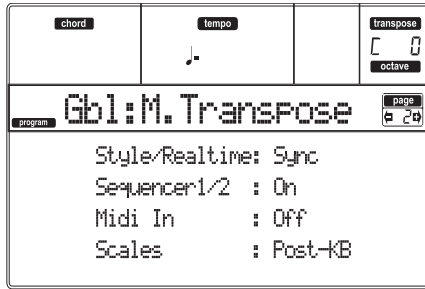 chord
tempo
transpose
C 0
octave
program
Gbl:M.Transpose
page
2
Style/Realtime: Sync
Sequencer1/2 : On
Midi In : Off
Scales : Post-KB